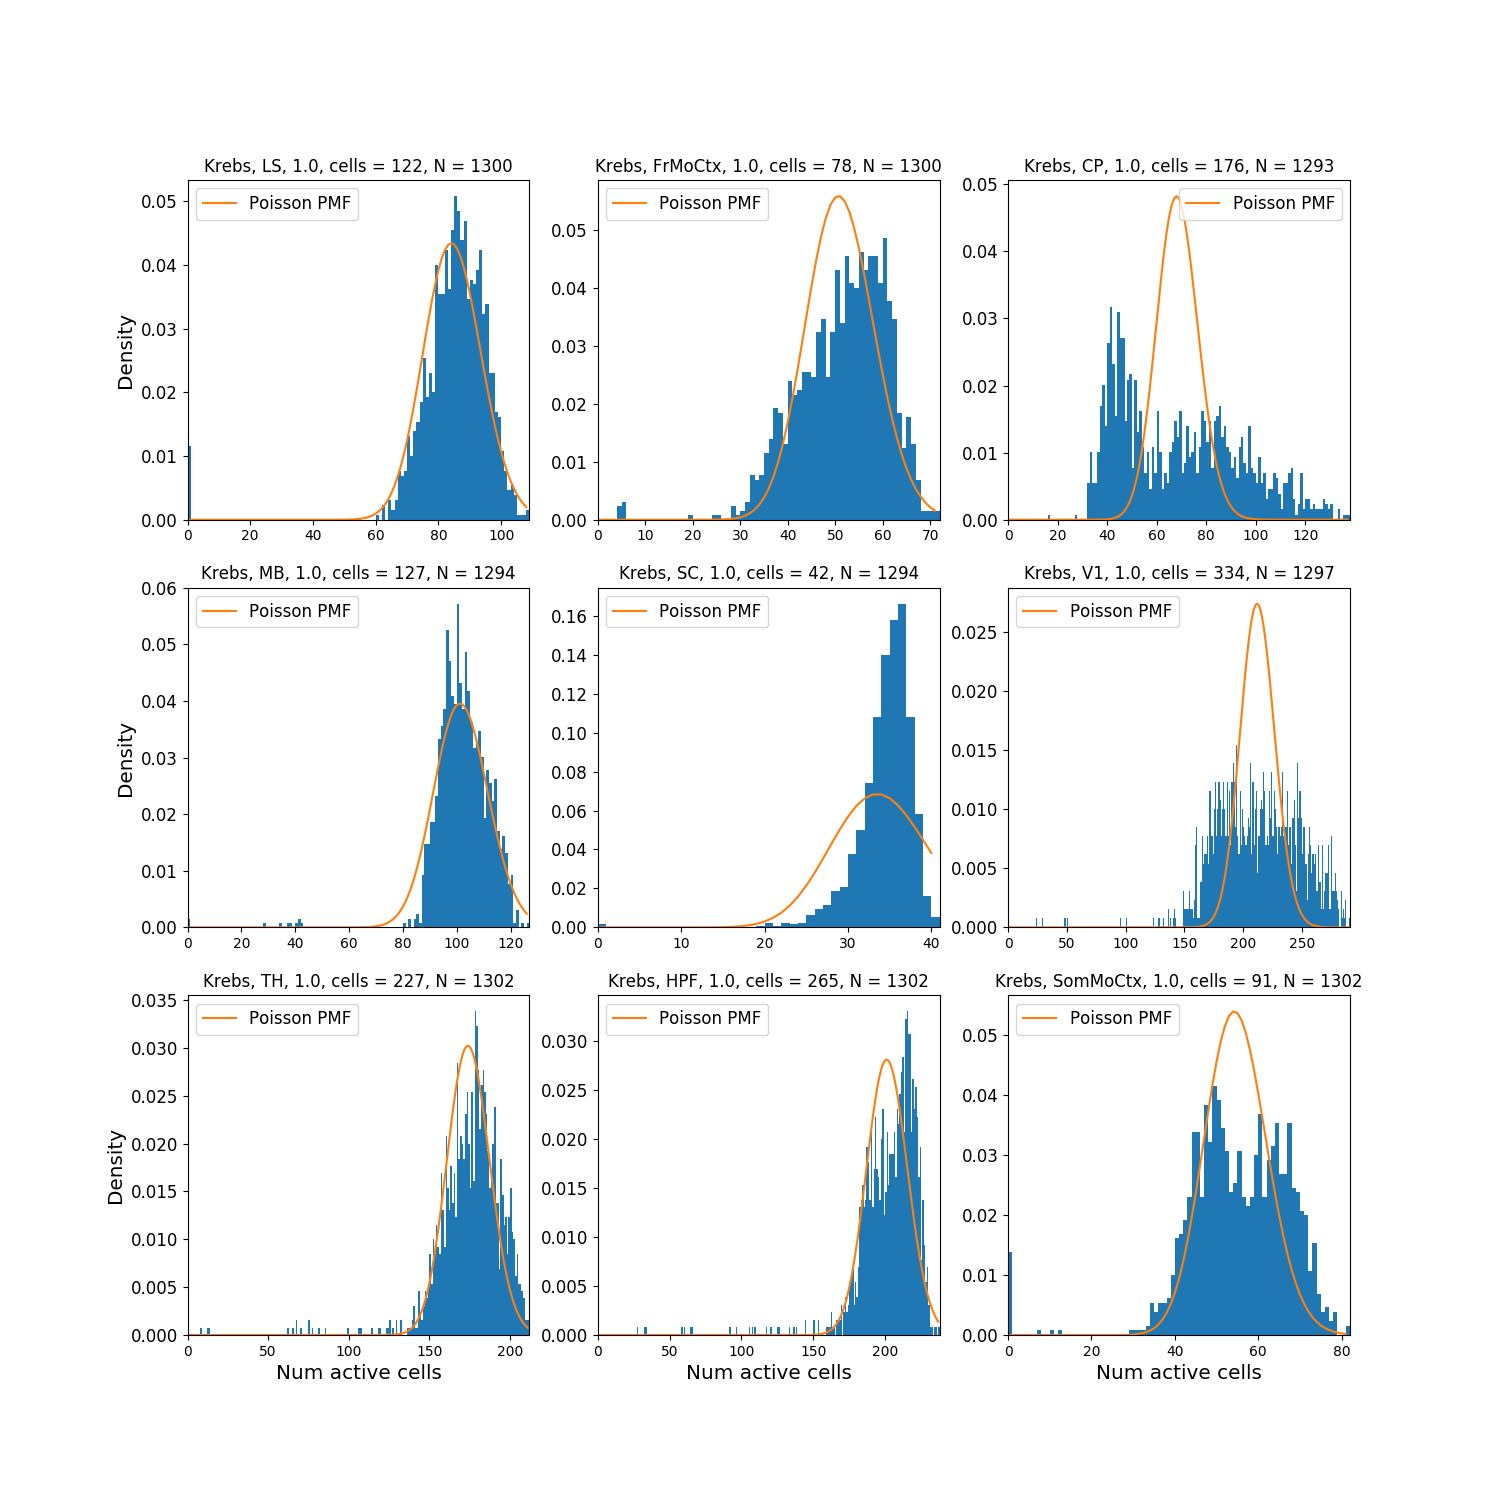 Krebs, LS, 1.0, cells = 122, N = 1300
Krebs, FrMoCtx, 1.0, cells = 78, N = 1300
Krebs, CP, 1.0, cells = 176, N = 1293
Poisson PMF
Poisson PMF
Poisson PMF
Density
0.05
0.04
0.03
0.02
0.01
0.00
0 20 40 60 80 100
0.05
0.04
0.03
0.02
0.01
0.00
0 10 20 30 40 50 60 70
0.05
0.04
0.03
0.02
0.01
0.00
0 20 40 60 80 100 120
Krebs, MB, 1.0, cells = 127, N = 1294
Krebs, SC, 1.0, cells = 42, N = 1294
Krebs, V1, 1.0, cells = 334, N = 1297
Poisson PMF
Poisson PMF
Poisson PMF
Density
0.06
0.05
0.04
0.03
0.02
0.01
0.00
0 20 40 60 80 100 120
0.16
0.14
0.12
0.10
0.08
0.06
0.04
0.02
0.00
0 10 20 30 40
0.025
0.020
0.015
0.010
0.005
0.000
0 50 100 150 200 250
Krebs, TH, 1.0, cells = 227, N = 1302
Krebs, HPF, 1.0, cells = 265, N = 1302
Krebs, SomMoCtx, 1.0, cells = 91, N = 1302
Poisson PMF
Poisson PMF
Poisson PMF
Density
0.035
0.030
0.025
0.020
0.015
0.010
0.005
0.000
0 50 100 150 200
Num active cells
0.030
0.025
0.020
0.015
0.010
0.005
0.000
0 50 100 150 200
Num active cells
0.05
0.04
0.03
0.02
0.01
0.00
0 20 40 60 80
Num active cells